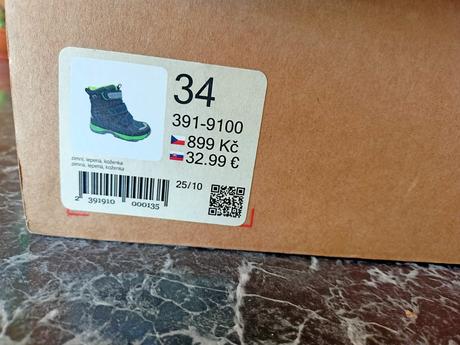 34
391-9100
899 Kč
32.99 €
zimní, lepená, koženka
zimná, lepená, koženka
25/10
2 391910 000135